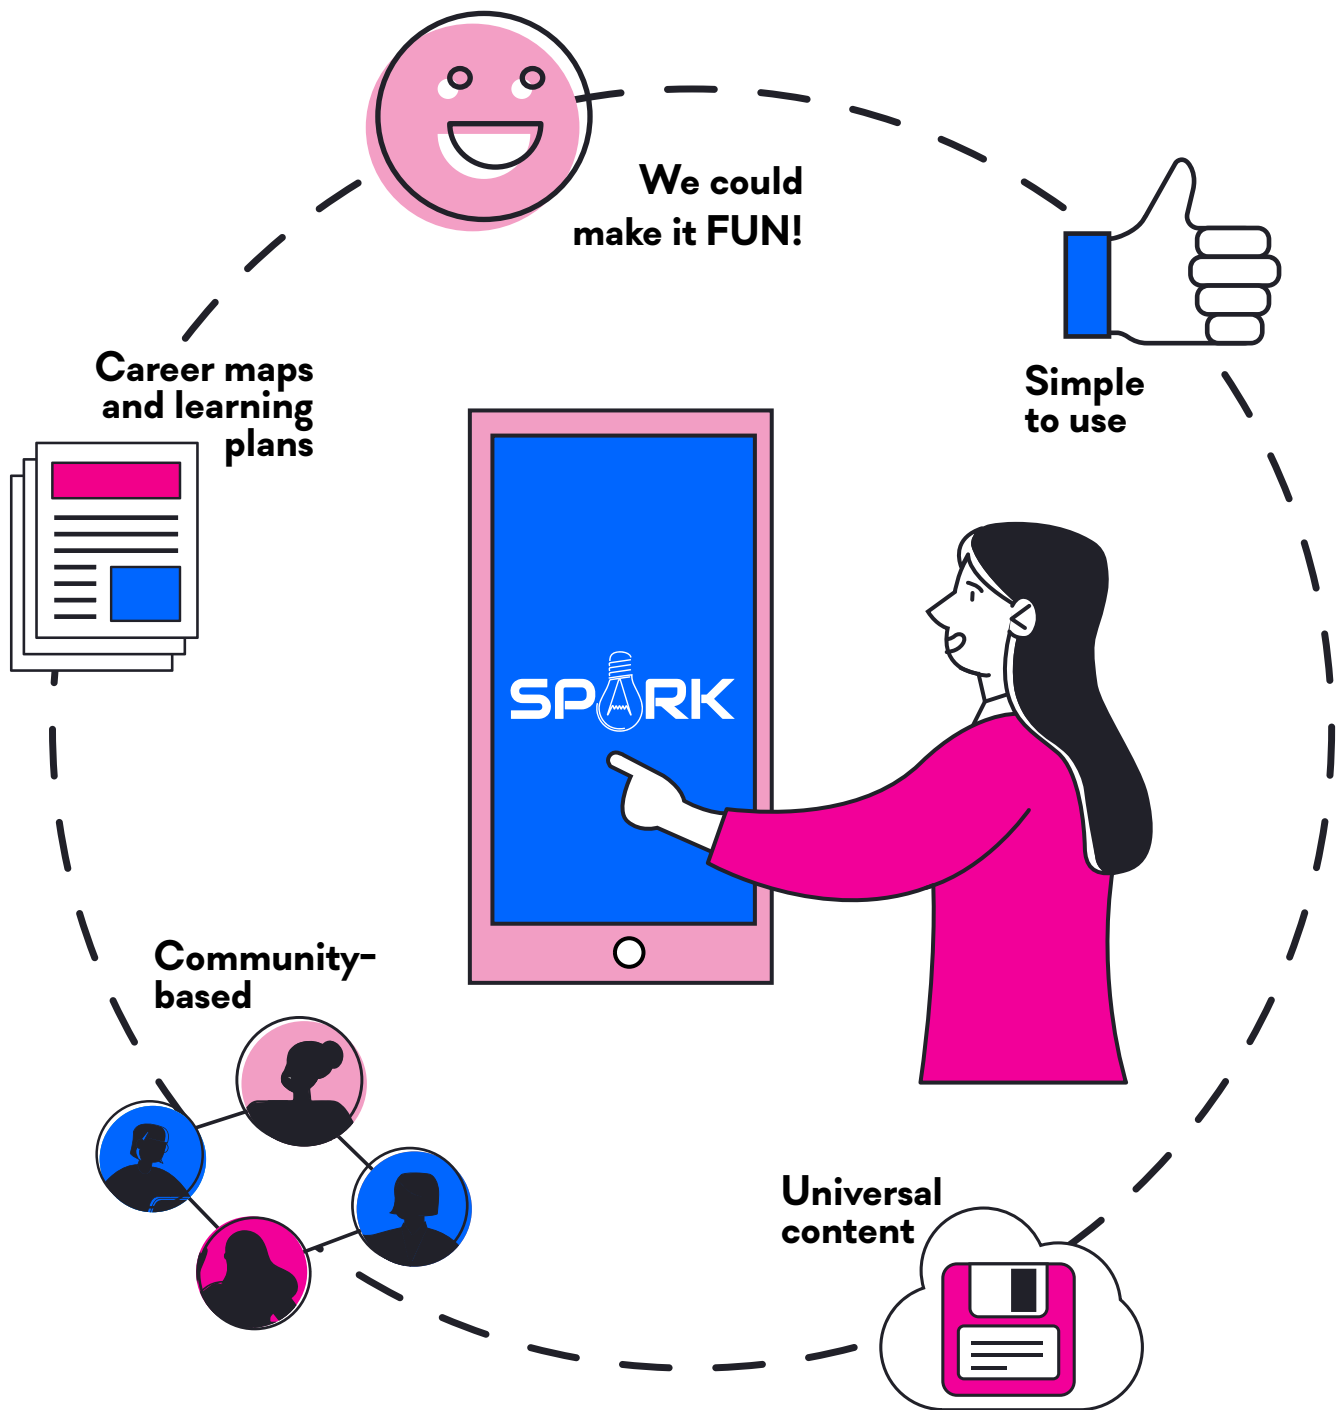 We could
make it FUN!
Simple
to use
Career maps
and learning
plans
SPARK
Community-
based
Universal
content